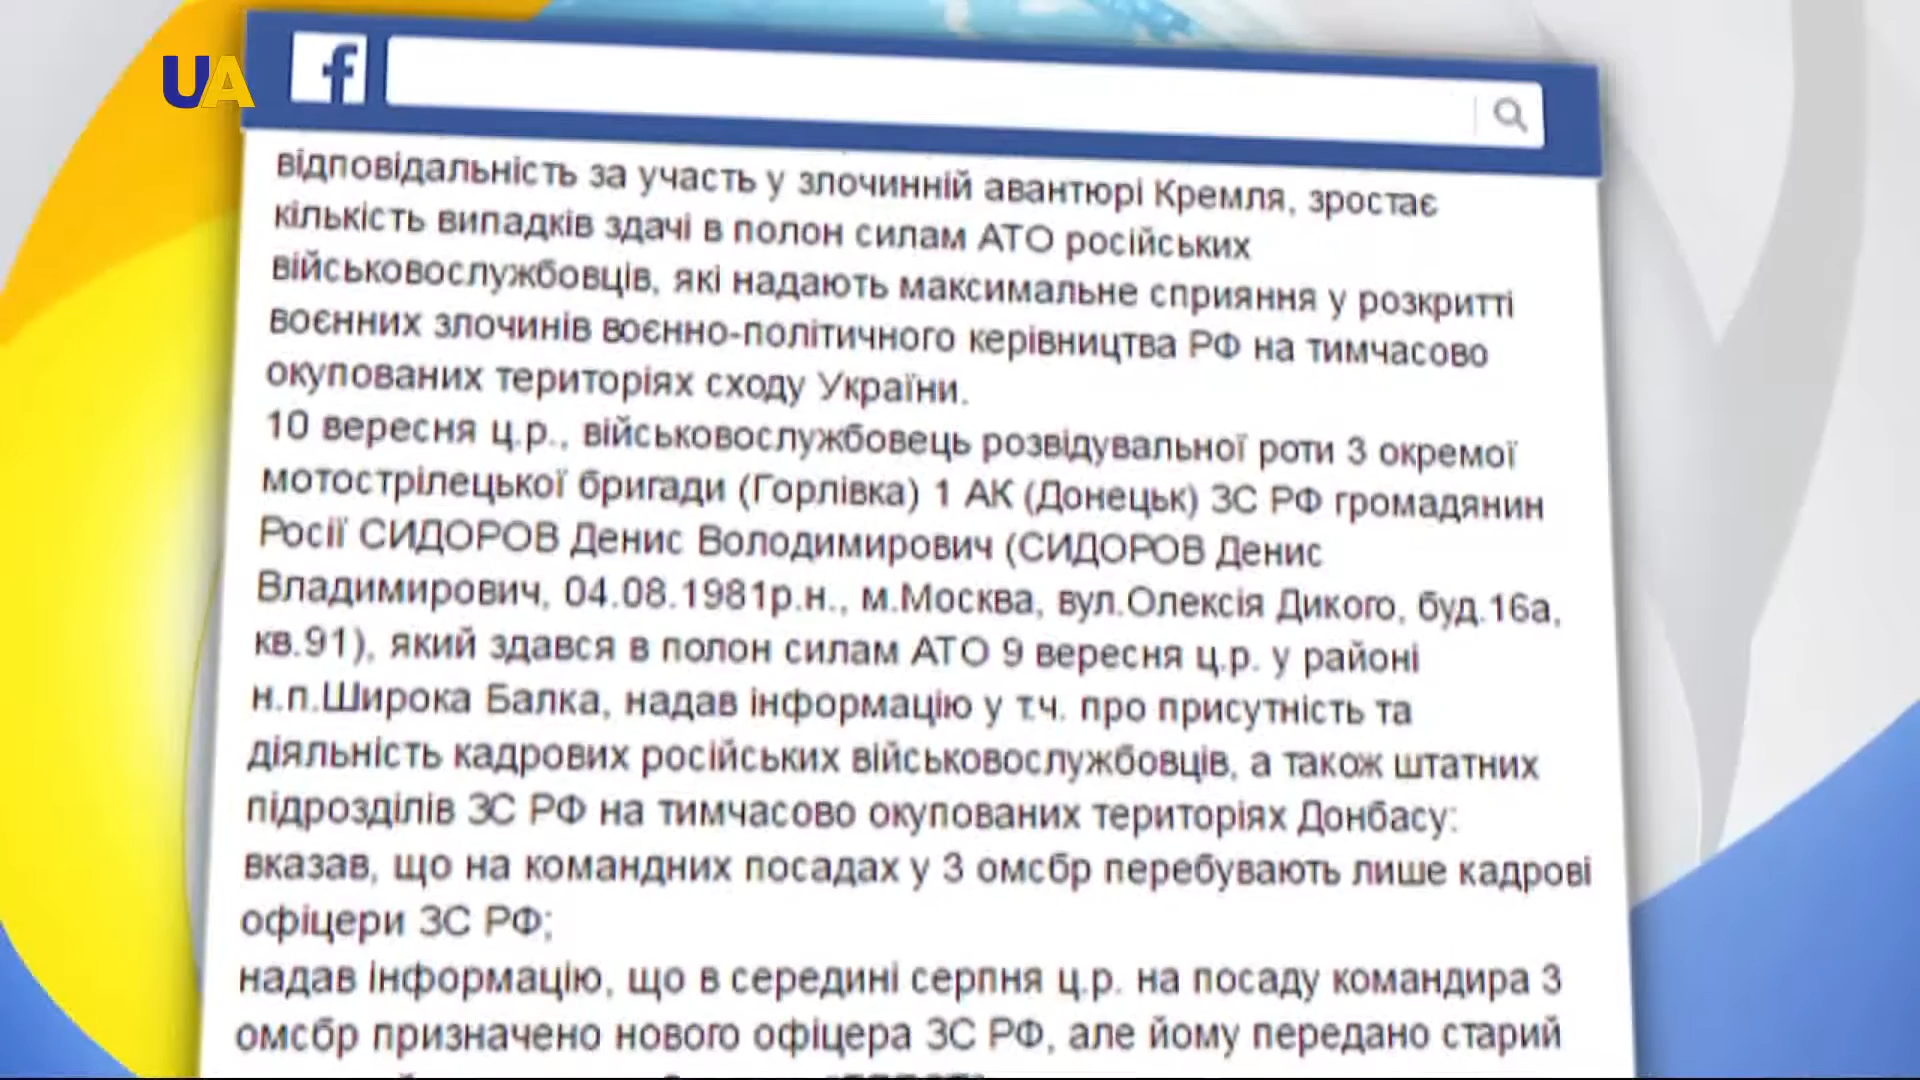 UA
f
відповідальність за участь у злочинній авантюрі Кремля, зростає
кількість випадків здачі в полон силам АТО російських
військовослужбовців, які надають максимальне сприяння у розкритті
воєнних злочинів воєнно-політичного керівництва РФ на тимчасово
окупованих територіях сходу України.
10 вересня ц.р., військовослужбовець розвідувальної роти 3 окремої
мотострілецької бригади (Горлівка) 1 АК (Донецьк) ЗС РФ громадянин
Росії СИДОРОВ Денис Володимирович (СИДОРОВ Денис
Владимирович, 04.08.1981р.н., м.Москва, вул.Олексія Дикого, буд.16а,
кв.91), який здався в полон силам АТО 9 вересня ц.р. у районі
н.п.Широка Балка, надав інформацію у т.ч. про присутність та
діяльність кадрових російських військовослужбовців, а також штатних
підрозділів ЗС РФ на тимчасово окупованих територіях Донбасу:
вказав, що на командних посадах у 3 омсбр перебувають лише кадрові
офіцери ЗС РФ;
надав інформацію, що в середині серпня ц.р. на посаду командира 3
омсбр призначено нового офіцера ЗС РФ, але йому передано старий